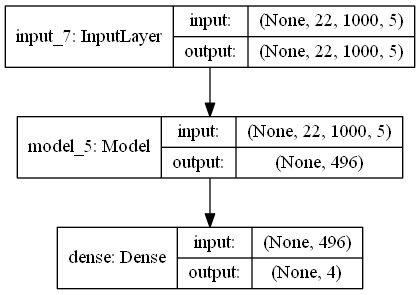 input_7: InputLayer
input: (None, 22, 1000, 5)
output: (None, 22, 1000, 5)
model_5: Model
input: (None, 22, 1000, 5)
output: (None, 496)
dense: Dense
input: (None, 496)
output: (None, 4)